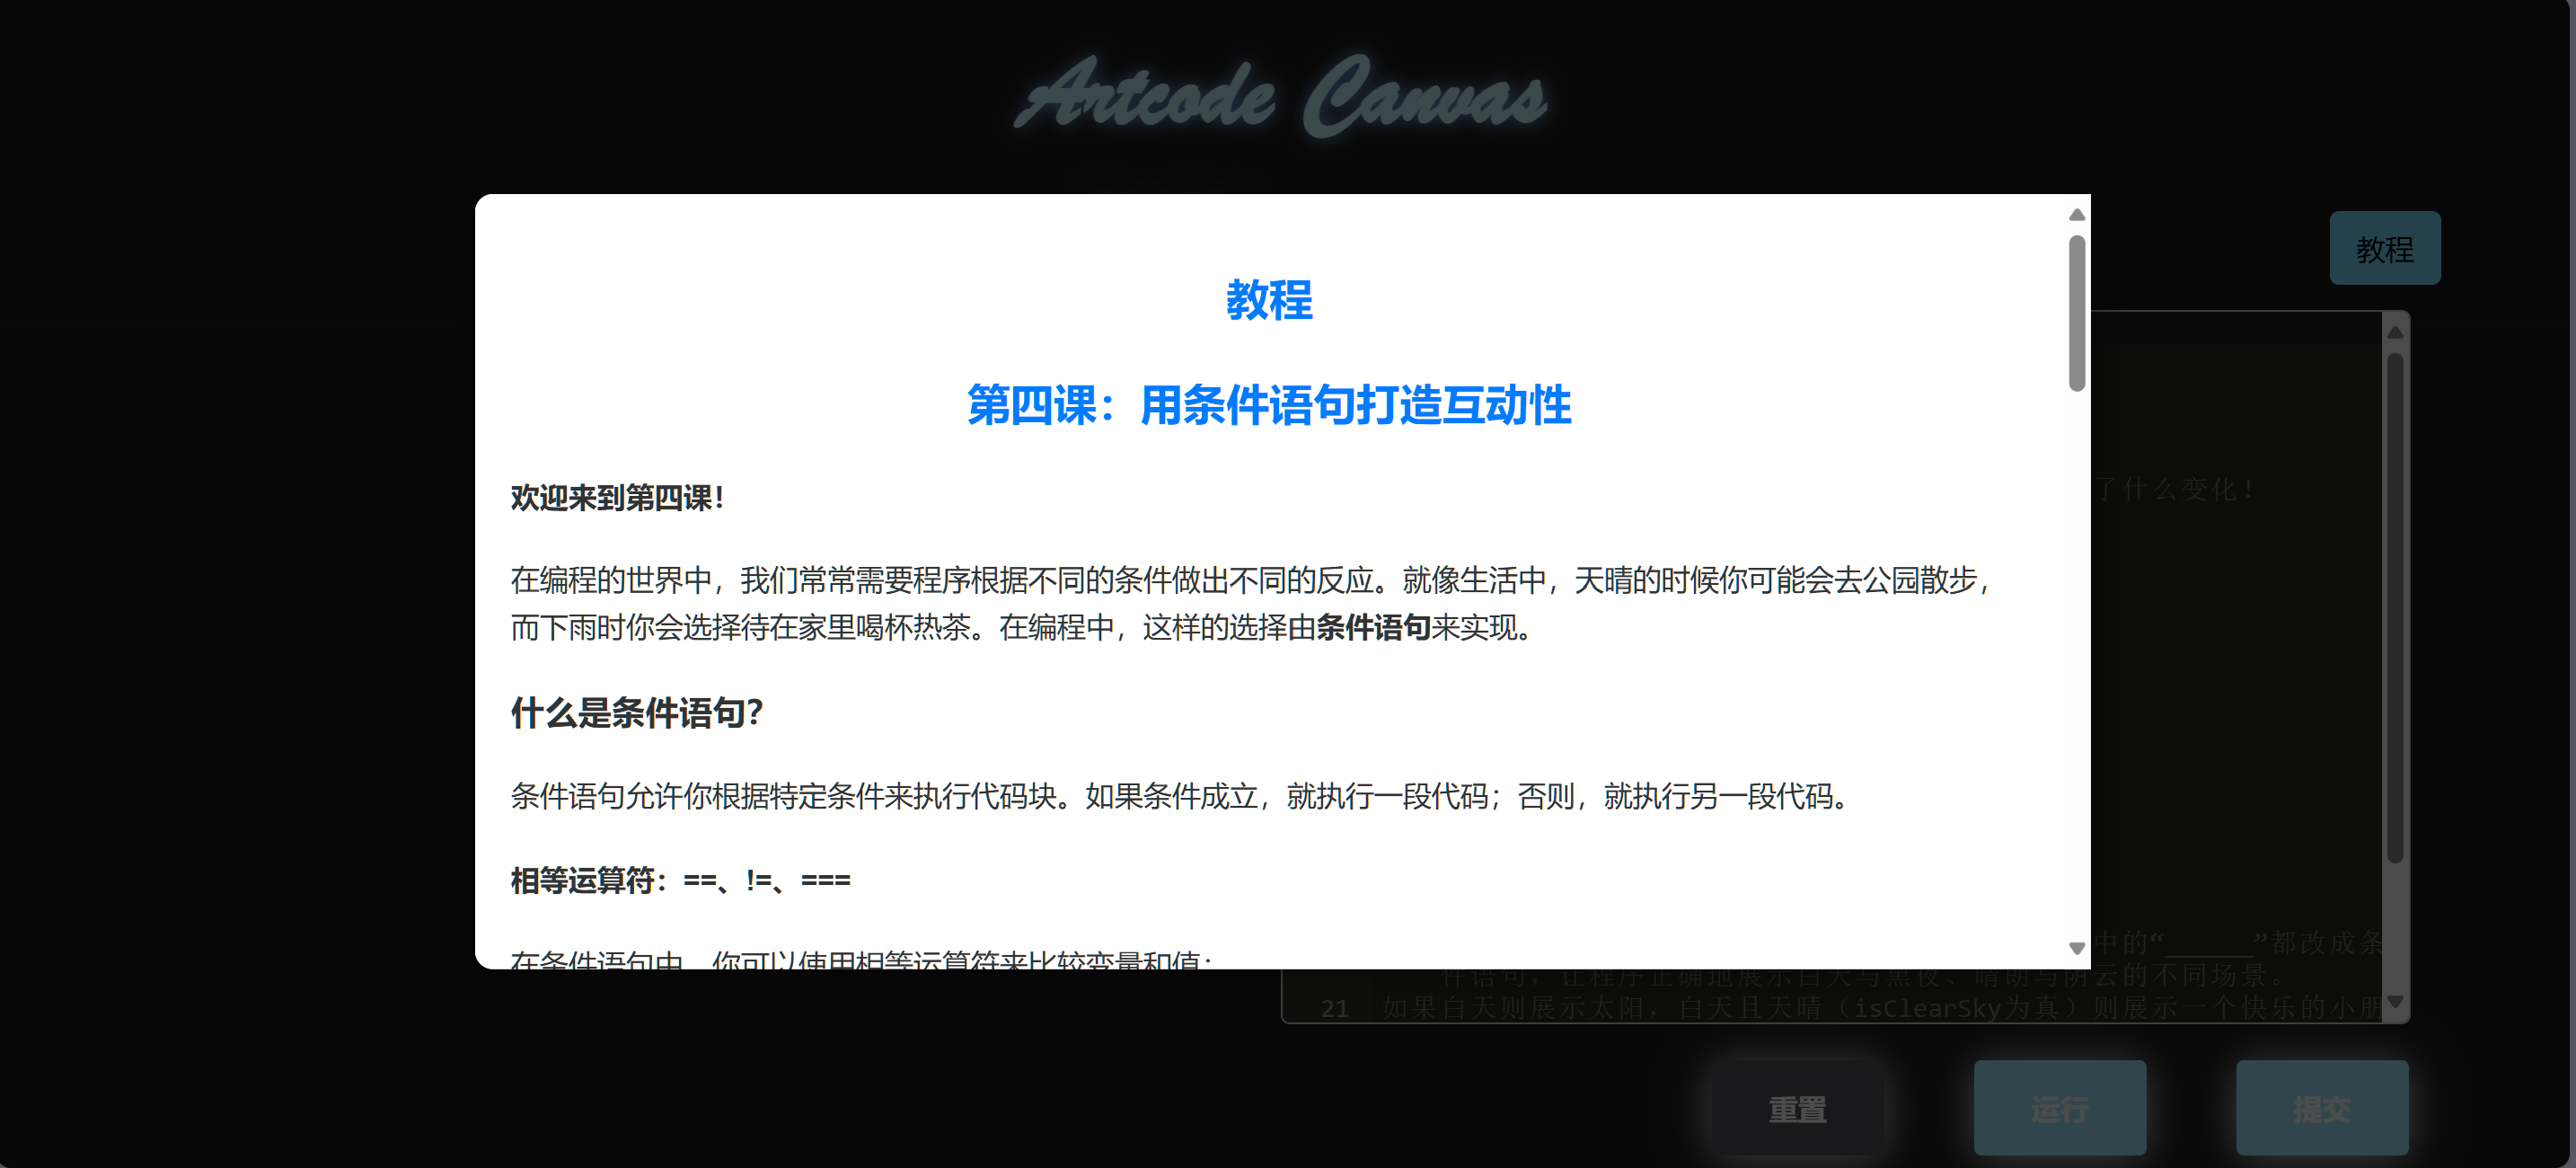 Artcode Canvas
教程
教程
第四课：用条件语句打造互动性
欢迎来到第四课！
在编程的世界中，我们常常需要程序根据不同的条件做出不同的反应。就像生活中，天晴的时候你可能会去公园散步，
而下雨时你会选择待在家里喝杯热茶。在编程中，这样的选择由条件语句来实现。
什么是条件语句？
条件语句允许你根据特定条件来执行代码块。如果条件成立，就执行一段代码；否则，就执行另一段代码。
相等运算符：==、!=、===
在条件语句中，你可以使用相等运算符来比较变量和值：
了什么变化！
中的“______”都改成条
件语句，让程序正确地展示白天与黑夜、晴朗与阴云的不同场景。
21 如果白天则展示太阳，白天且天晴（isClearSky为真）则展示一个快乐的小朋
重置
运行
提交